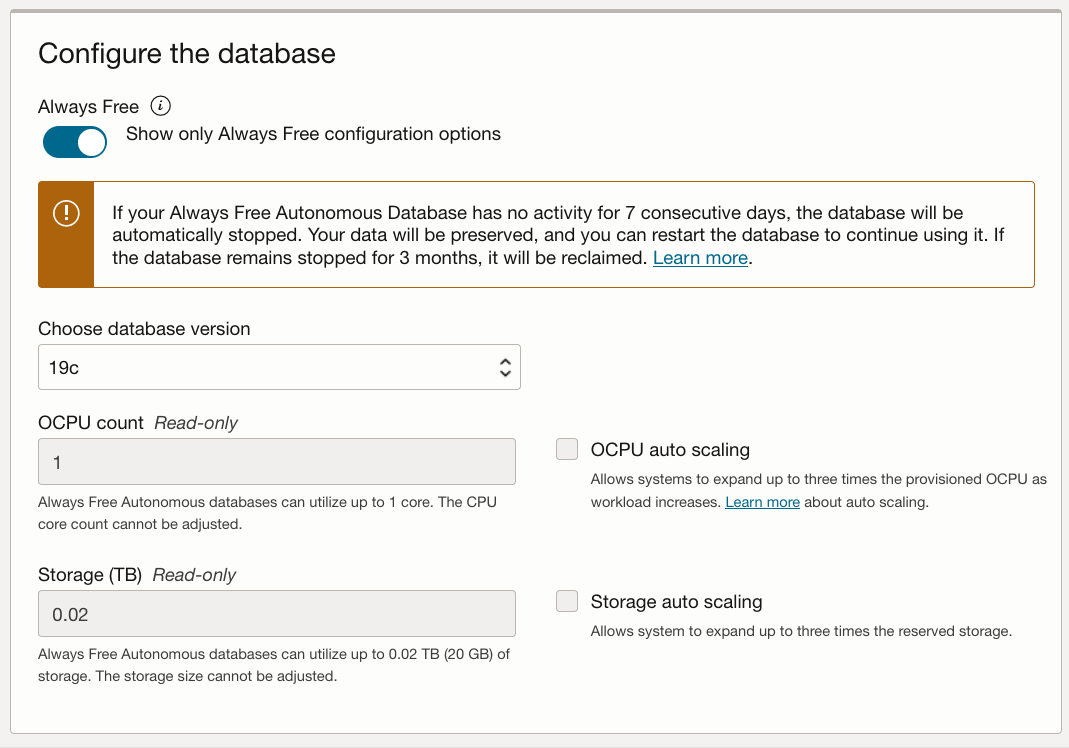 Configure the database
Always Free
Show only Always Free configuration options
If your Always Free Autonomous Database has no activity for 7 consecutive days, the database will be
automatically stopped. Your data will be preserved, and you can restart the database to continue using it. If
the database remains stopped for 3 months, it will be reclaimed. Learn more.
Choose database version
19c
OCPU count Read-only
1
Always Free Autonomous databases can utilize up to 1 core. The CPU
core count cannot be adjusted.
OCPU auto scaling
Allows systems to expand up to three times the provisioned OCPU as
workload increases. Learn more about auto scaling.
Storage (TB) Read-only
0.02
Always Free Autonomous databases can utilize up to 0.02 TB (20 GB) of
storage. The storage size cannot be adjusted.
Storage auto scaling
Allows system to expand up to three times the reserved storage.